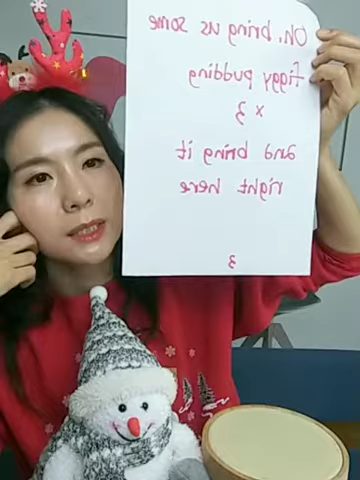 Oh, bring us some
figgy pudding
x 3
and bring it
right here
3